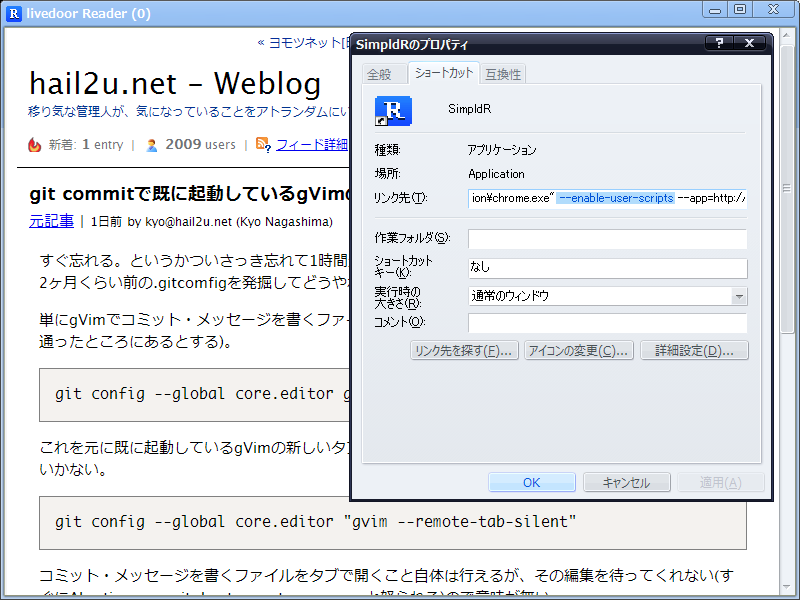 livedoor Reader (0)
« ヨモツネット[
hail2u.net – Weblog
移り気な管理人が、気になっていることをアトランダムにい
新着: 1 entry | 2009 users | フィード詳細
git commitで既に起動しているgVimの
元記事 | 1日前 by kyo@hail2u.net (Kyo Nagashima)
すぐ忘れる。というかついさっき忘れて1時間
2ヶ月くらい前の.gitcomfigを発掘してどうやれ
単にgVimでコミット・メッセージを書くファイ
通ったところにあるとする)。
git config --global core.editor g
これを元に既に起動しているgVimの新しいタブ
いかない。
git config --global core.editor "gvim --remote-tab-silent"
コミット・メッセージを書くファイルをタブで開くこと自体は行えるが、その編集を待ってくれない(す
SimpldRのプロパティ
全般
ショートカット
互換性
SimpldR
種類: アプリケーション
場所: Application
リンク先(T): ion¥chrome.exe" --enable-user-scripts --app=http:/
作業フォルダ(S):
ショートカット
キー(K): なし
実行時の
大きさ(R): 通常のウィンドウ
コメント(O):
リンク先を探す(F)...
アイコンの変更(C)...
詳細設定(D)...
OK
キャンセル
適用(A)